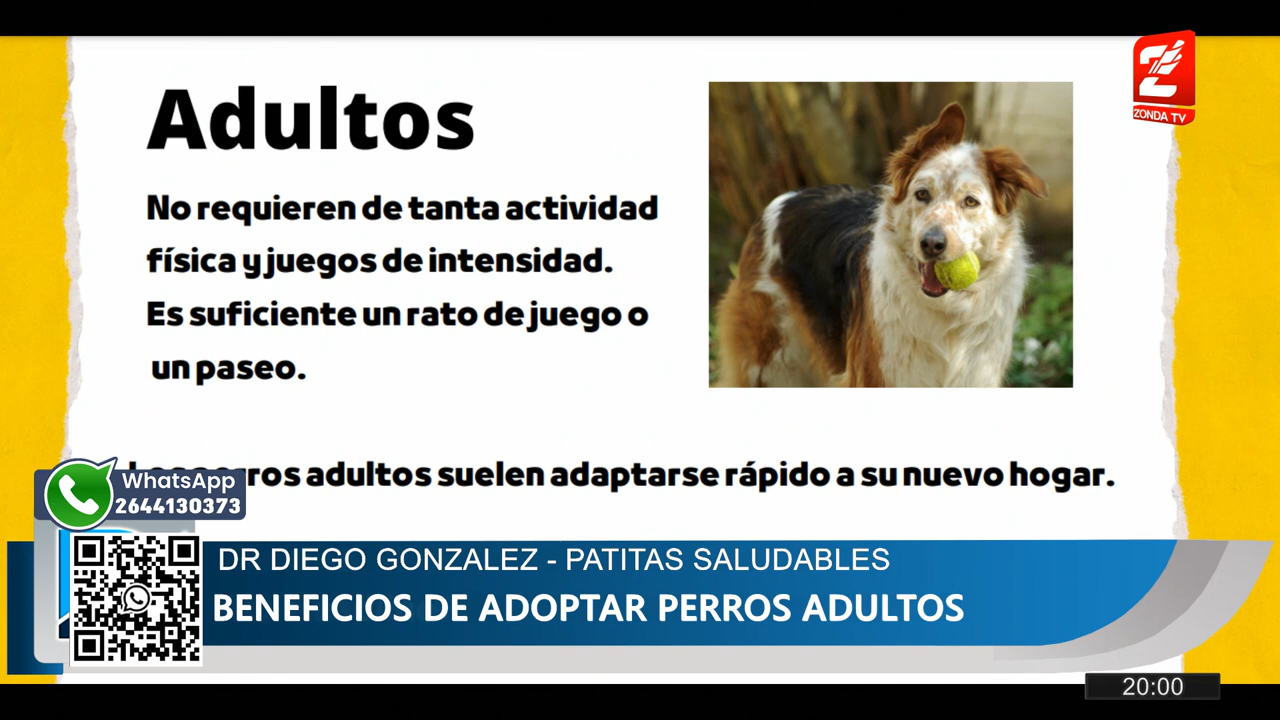 Adultos
No requieren de tanta actividad
física y juegos de intensidad.
Es suficiente un rato de juego o
un paseo.
adultos suelen adaptarse rápido a su nuevo hogar.
ZONDA TV
WhatsApp
2644130373
DR DIEGO GONZALEZ - PATITAS SALUDABLES
BENEFICIOS DE ADOPTAR PERROS ADULTOS
20:00